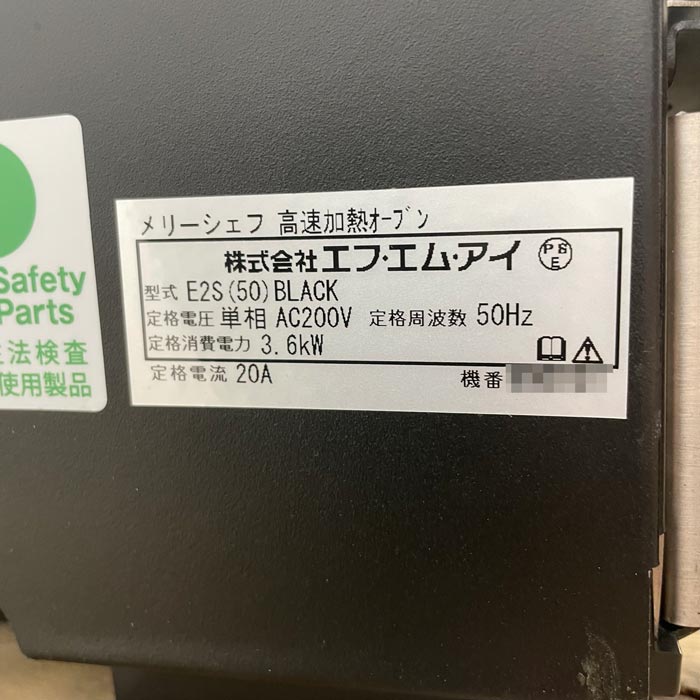 Safety
Parts
法検査
使用製品
メリーシェフ 高速加熱オーブン
株式会社エフ・エム・アイ PSE
型式 E2S(50)BLACK
定格電圧 単相 AC200V 定格周波数 50Hz
定格消費電力 3.6kW
定格電流 20A 機番